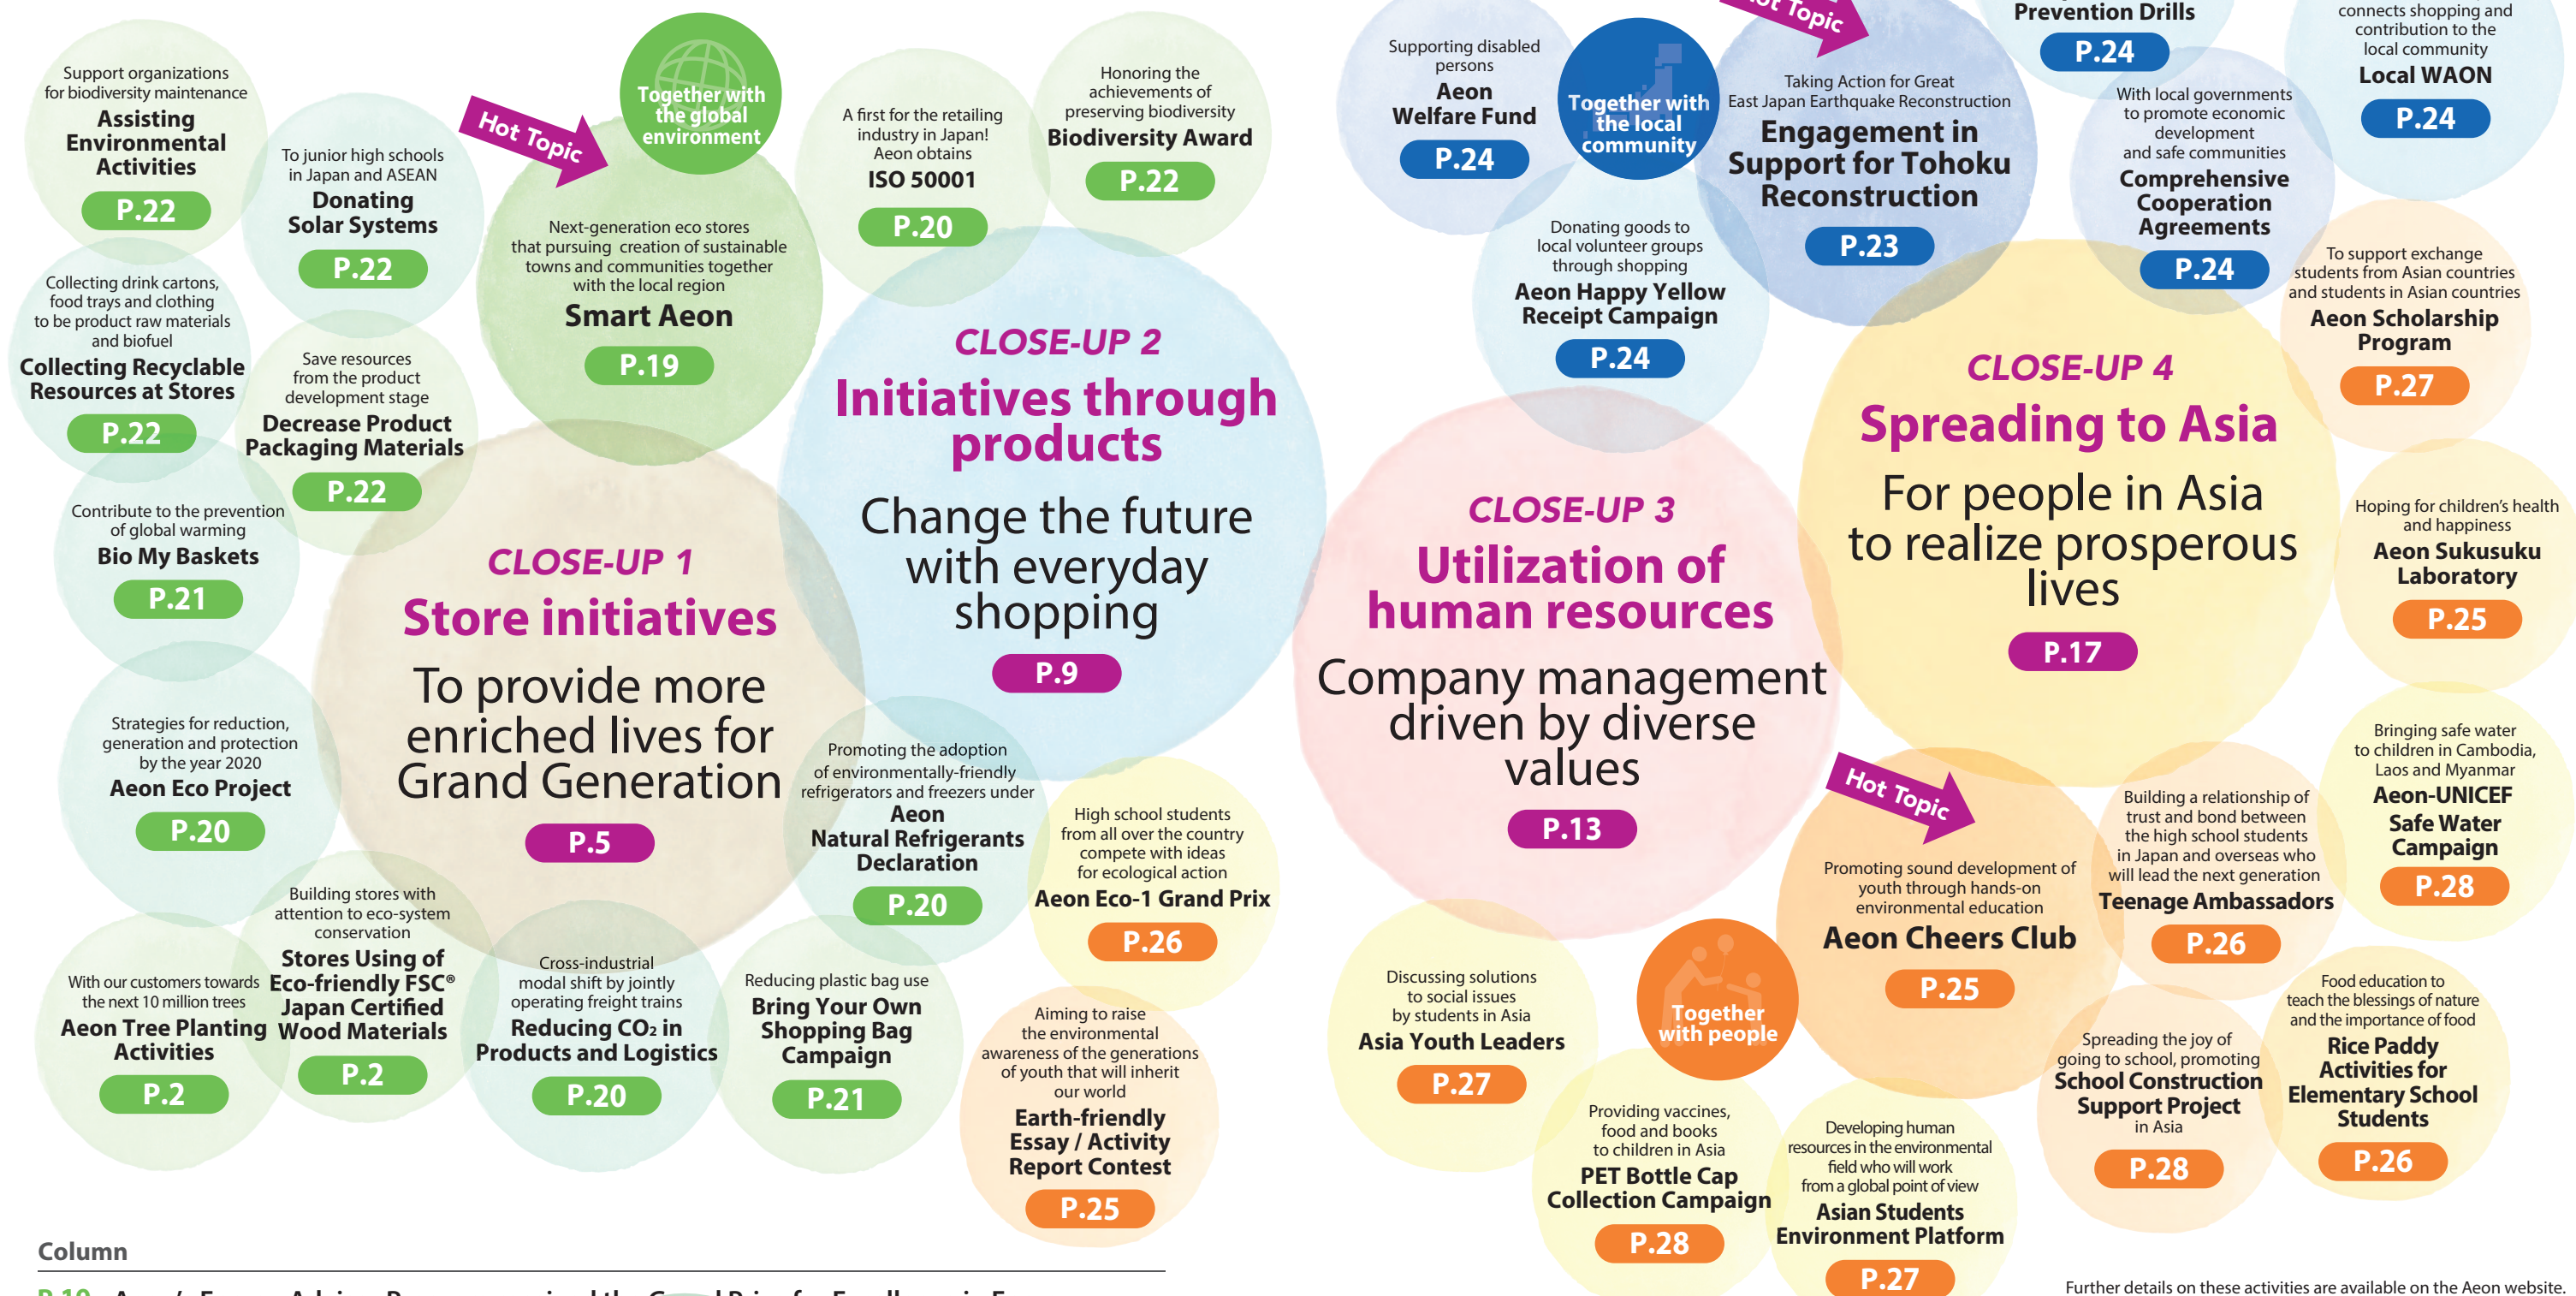 Support organizations
for biodiversity maintenance
Assisting
Environmental
Activities
P.22
To junior high schools
in Japan and ASEAN
Donating
Solar Systems
P.22
Hot Topic
Together with
the global
environment
Next-generation eco stores
that pursuing creation of sustainable
towns and communities together
with the local region
Smart Aeon
P.19
A first for the retailing
industry in Japan!
Aeon obtains
ISO 50001
P.20
Honoring the
achievements of
preserving biodiversity
Biodiversity Award
P.22
Collecting drink cartons,
food trays and clothing
to be product raw materials
and biofuel
Collecting Recyclable
Resources at Stores
P.22
Save resources
from the product
development stage
Decrease Product
Packaging Materials
P.22
Contribute to the prevention
of global warming
Bio My Baskets
P.21
CLOSE-UP 1
Store initiatives
To provide more
enriched lives for
Grand Generation
P.5
CLOSE-UP 2
Initiatives through
products
Change the future
with everyday
shopping
P.9
Strategies for reduction,
generation and protection
by the year 2020
Aeon Eco Project
P.20
Promoting the adoption
of environmentally-friendly
refrigerators and freezers under
Aeon
Natural Refrigerants
Declaration
P.20
High school students
from all over the country
compete with ideas
for ecological action
Aeon Eco-1 Grand Prix
P.26
With our customers towards
the next 10 million trees
Aeon Tree Planting
Activities
P.2
Building stores with
attention to eco-system
conservation
Stores Using of
Eco-friendly FSC®
Japan Certified
Wood Materials
P.2
Cross-industrial
modal shift by jointly
operating freight trains
Reducing CO2 in
Products and Logistics
P.20
Reducing plastic bag use
Bring Your Own
Shopping Bag
Campaign
P.21
Aiming to raise
the environmental
awareness of the generations
of youth that will inherit
our world
Earth-friendly
Essay / Activity
Report Contest
P.25
Column
Supporting disabled
persons
Aeon
Welfare Fund
P.24
Together with
the local
community
Hot Topic
Taking Action for Great
East Japan Earthquake Reconstruction
Engagement in
Support for Tohoku
Reconstruction
P.23
Prevention Drills
P.24
connects shopping and
contribution to the
local community
Local WAON
P.24
With local governments
to promote economic
development
and safe communities
Comprehensive
Cooperation
Agreements
P.24
Donating goods to
local volunteer groups
through shopping
Aeon Happy Yellow
Receipt Campaign
P.24
To support exchange
students from Asian countries
and students in Asian countries
Aeon Scholarship
Program
P.27
CLOSE-UP 3
Utilization of
human resources
Company management
driven by diverse
values
P.13
CLOSE-UP 4
Spreading to Asia
For people in Asia
to realize prosperous
lives
P.17
Hoping for children's health
and happiness
Aeon Sukusuku
Laboratory
P.25
Bringing safe water
to children in Cambodia,
Laos and Myanmar
Aeon-UNICEF
Safe Water
Campaign
P.28
Hot Topic
Promoting sound development of
youth through hands-on
environmental education
Aeon Cheers Club
P.25
Building a relationship of
trust and bond between
the high school students
in Japan and overseas who
will lead the next generation
Teenage Ambassadors
P.26
Discussing solutions
to social issues
by students in Asia
Asia Youth Leaders
P.27
Together
with people
Providing vaccines,
food and books
to children in Asia
PET Bottle Cap
Collection Campaign
P.28
Developing human
resources in the environmental
field who will work
from a global point of view
Asian Students
Environment Platform
P.27
Spreading the joy of
going to school, promoting
School Construction
Support Project
in Asia
P.28
Food education to
teach the blessings of nature
and the importance of food
Rice Paddy
Activities for
Elementary School
Students
P.26
Further details on these activities are available on the Aeon website.